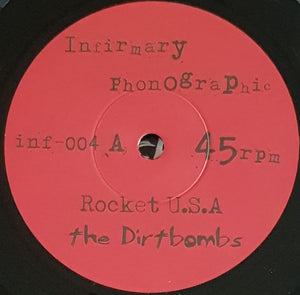 Infirmary
Phonographic
inf-004 A 45rpm
Rocket U.S.A
the Dirtbombs